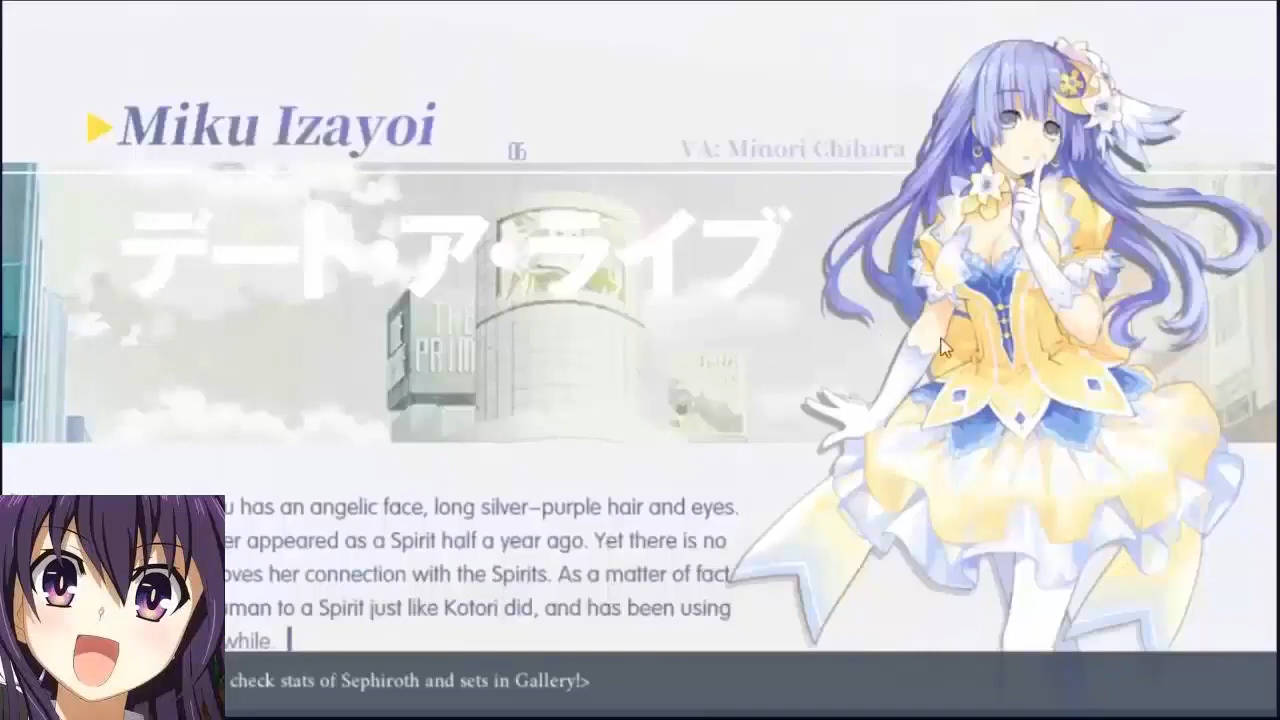 Miku Izayoi
06
VA: Minori Chihara
デート・ア・ライブ
THE
PRIM
u has an angelic face, long silver-purple hair and eyes.
er appeared as a Spirit half a year ago. Yet there is no
oves her connection with the Spirits. As a matter of fact,
uman to a Spirit just like Kotori did, and has been using
while.
check stats of Sephiroth and sets in Gallery!>